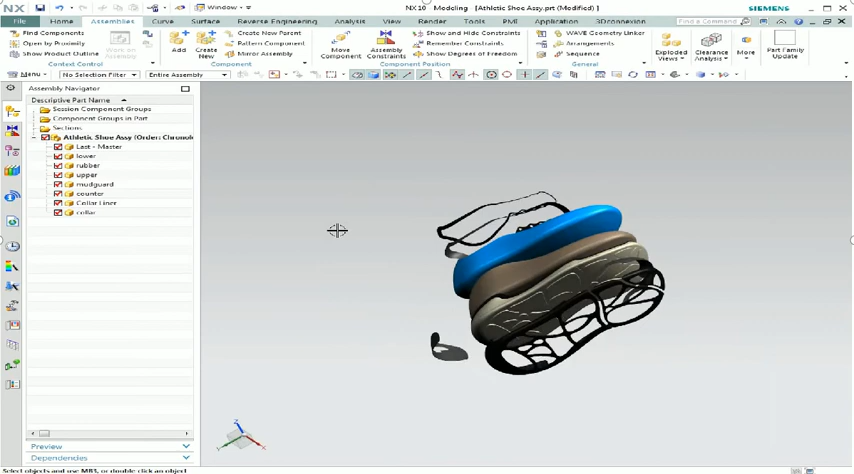 NX Window NX 10 - Modeling - [Athletic Shoe Assy.prt (Modified) ] SIEMENS
File Home Assemblies Curve Surface Reverse Engineering Analysis View Render Tools PMI Application 3Dconnexion Find a Command
Find Components
Open by Proximity
Show Product Outline
Work on Assembly
Context Control
Add
Create New
Create New Parent
Pattern Component
Mirror Assembly
Component
Move Component
Assembly Constraints
Show and Hide Constraints
Remember Constraints
Show Degrees of Freedom
Component Position
WAVE Geometry Linker
Arrangements
Sequence
General
Exploded Views
Clearance Analysis
More
Part Family Update
Menu No Selection Filter Entire Assembly
Assembly Navigator
Descriptive Part Name
Session Component Groups
Component Groups in Part
Sections
Athletic Shoe Assy (Order: Chronol
Last - Master
lower
rubber
upper
mudguard
counter
Collar Liner
collar
Preview
Dependencies
Z
Y
X
Select objects and use MB3, or double click an object